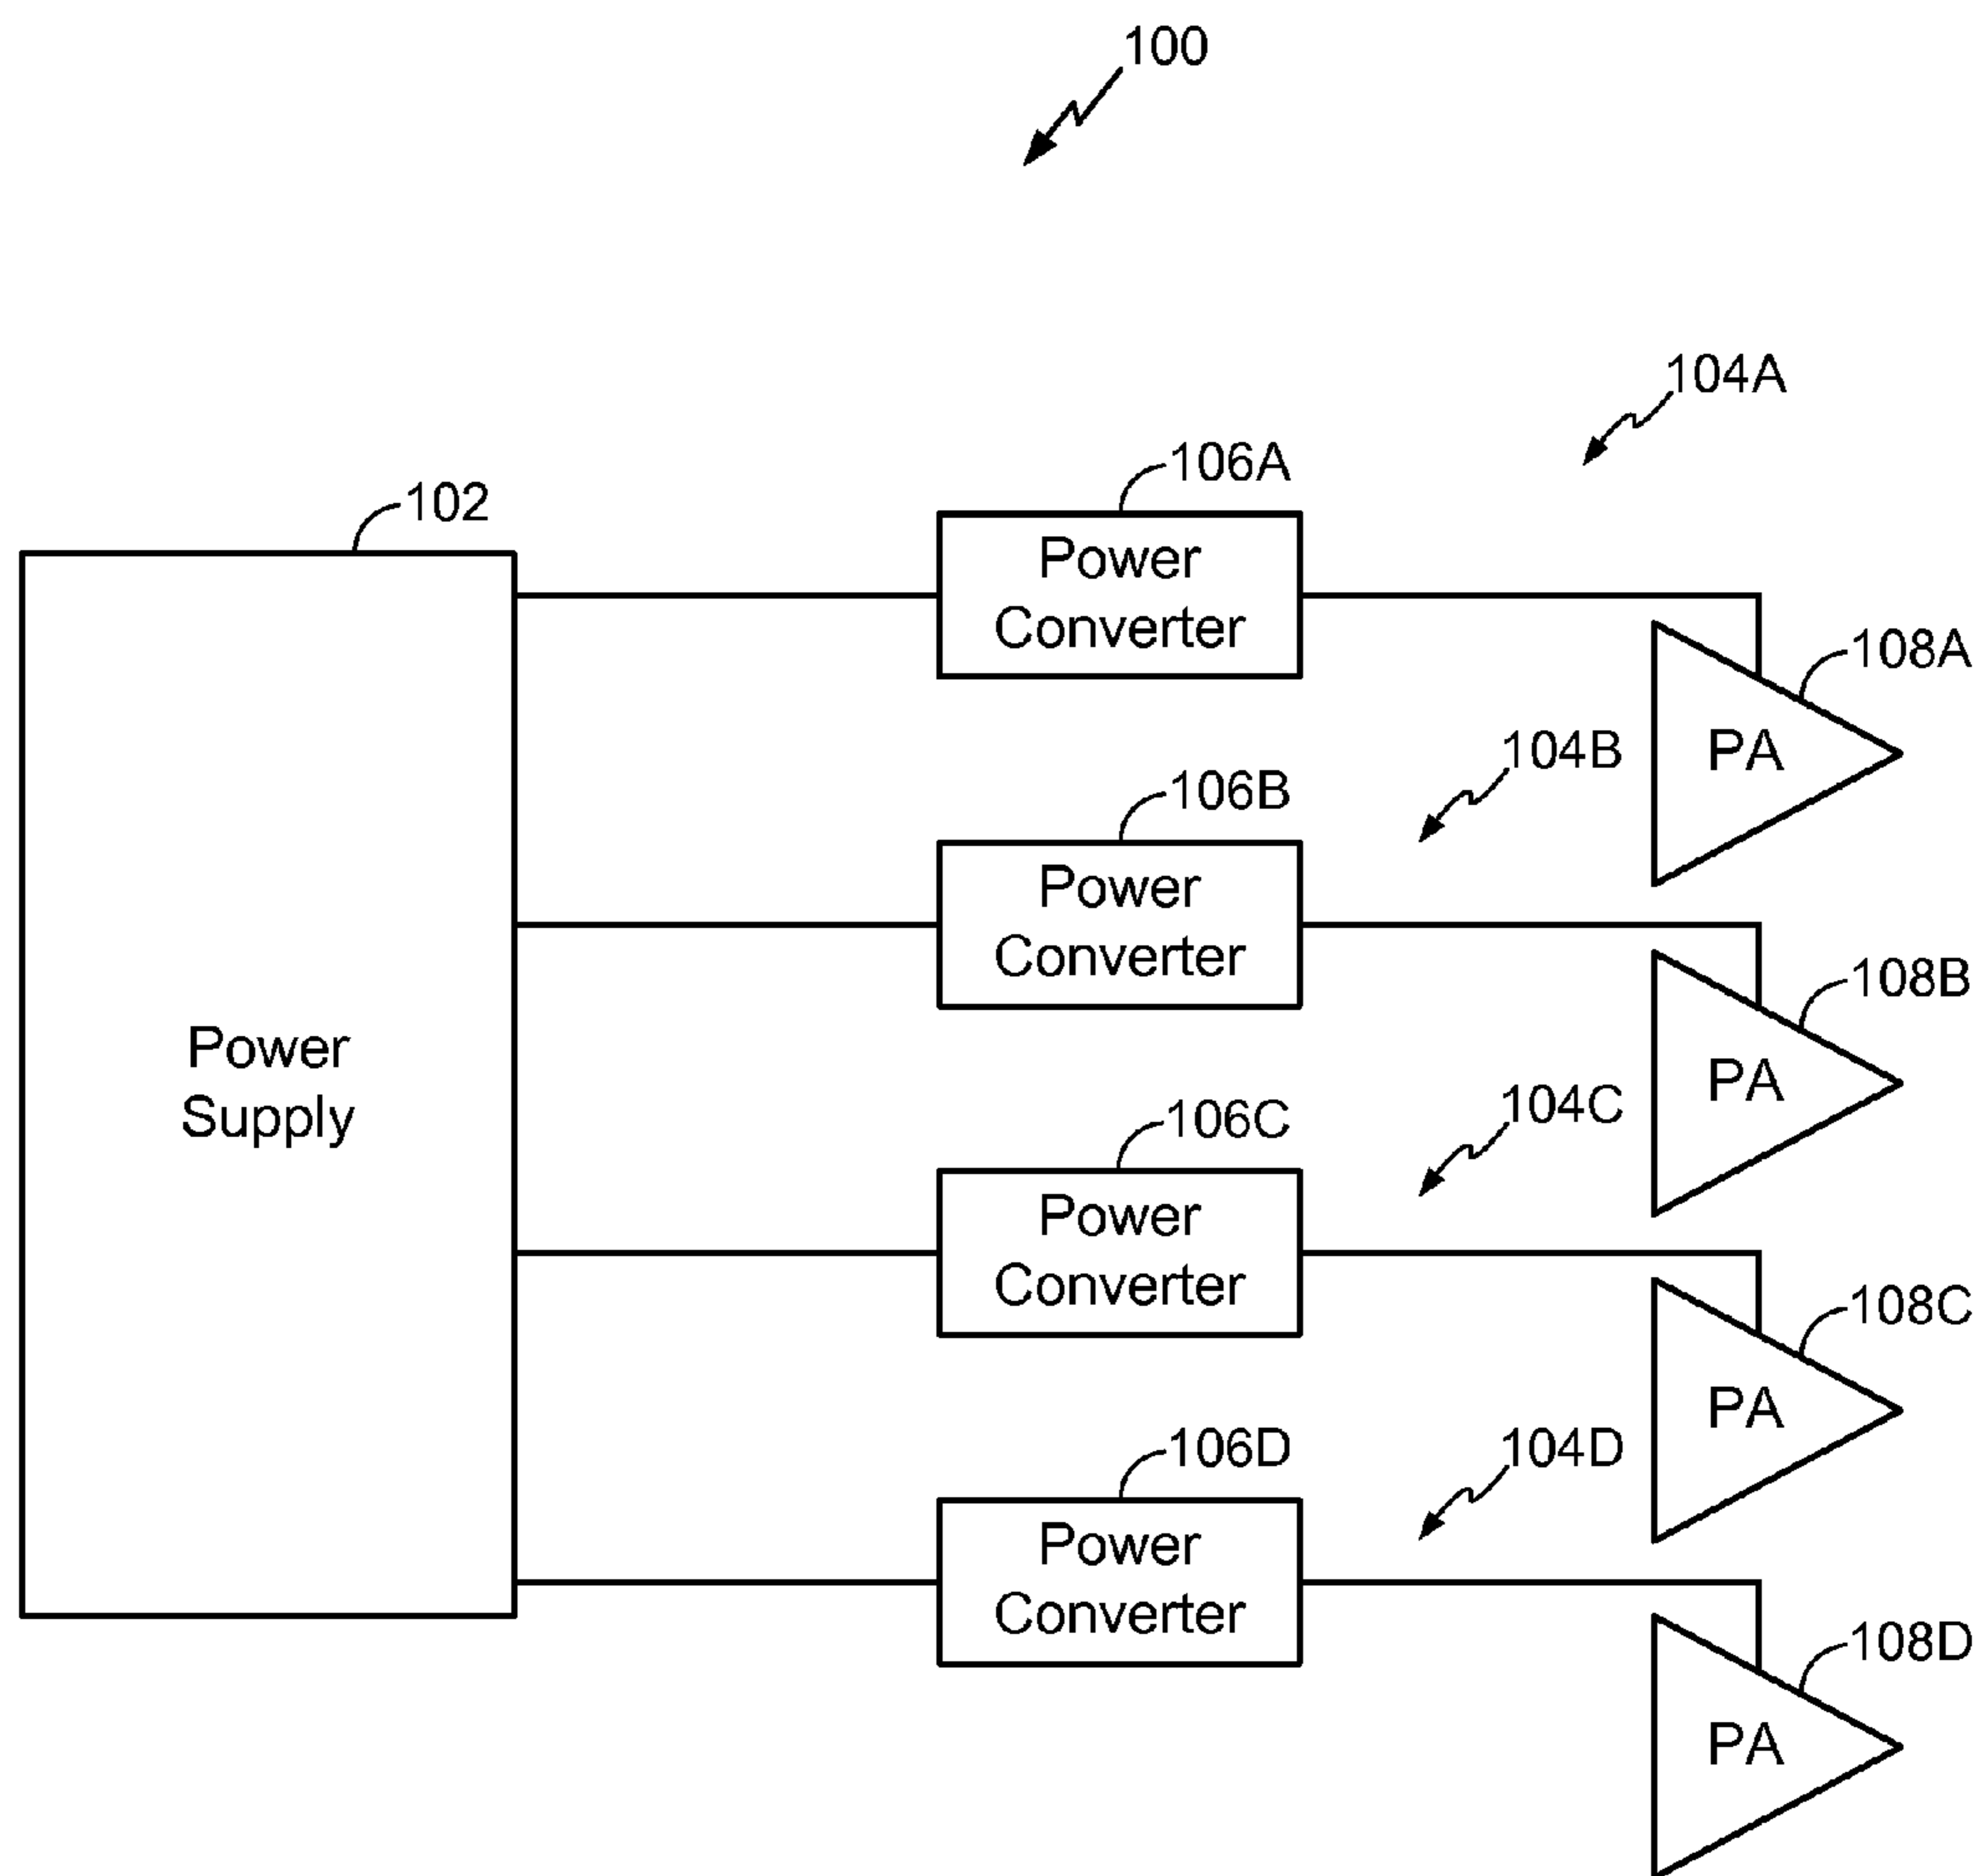 100
104A
106A
102
Power
Converter
108A
PA
104B
106B
Power
Converter
108B
PA
Power
Supply
104C
106C
Power
Converter
108C
PA
104D
106D
Power
Converter
108D
PA